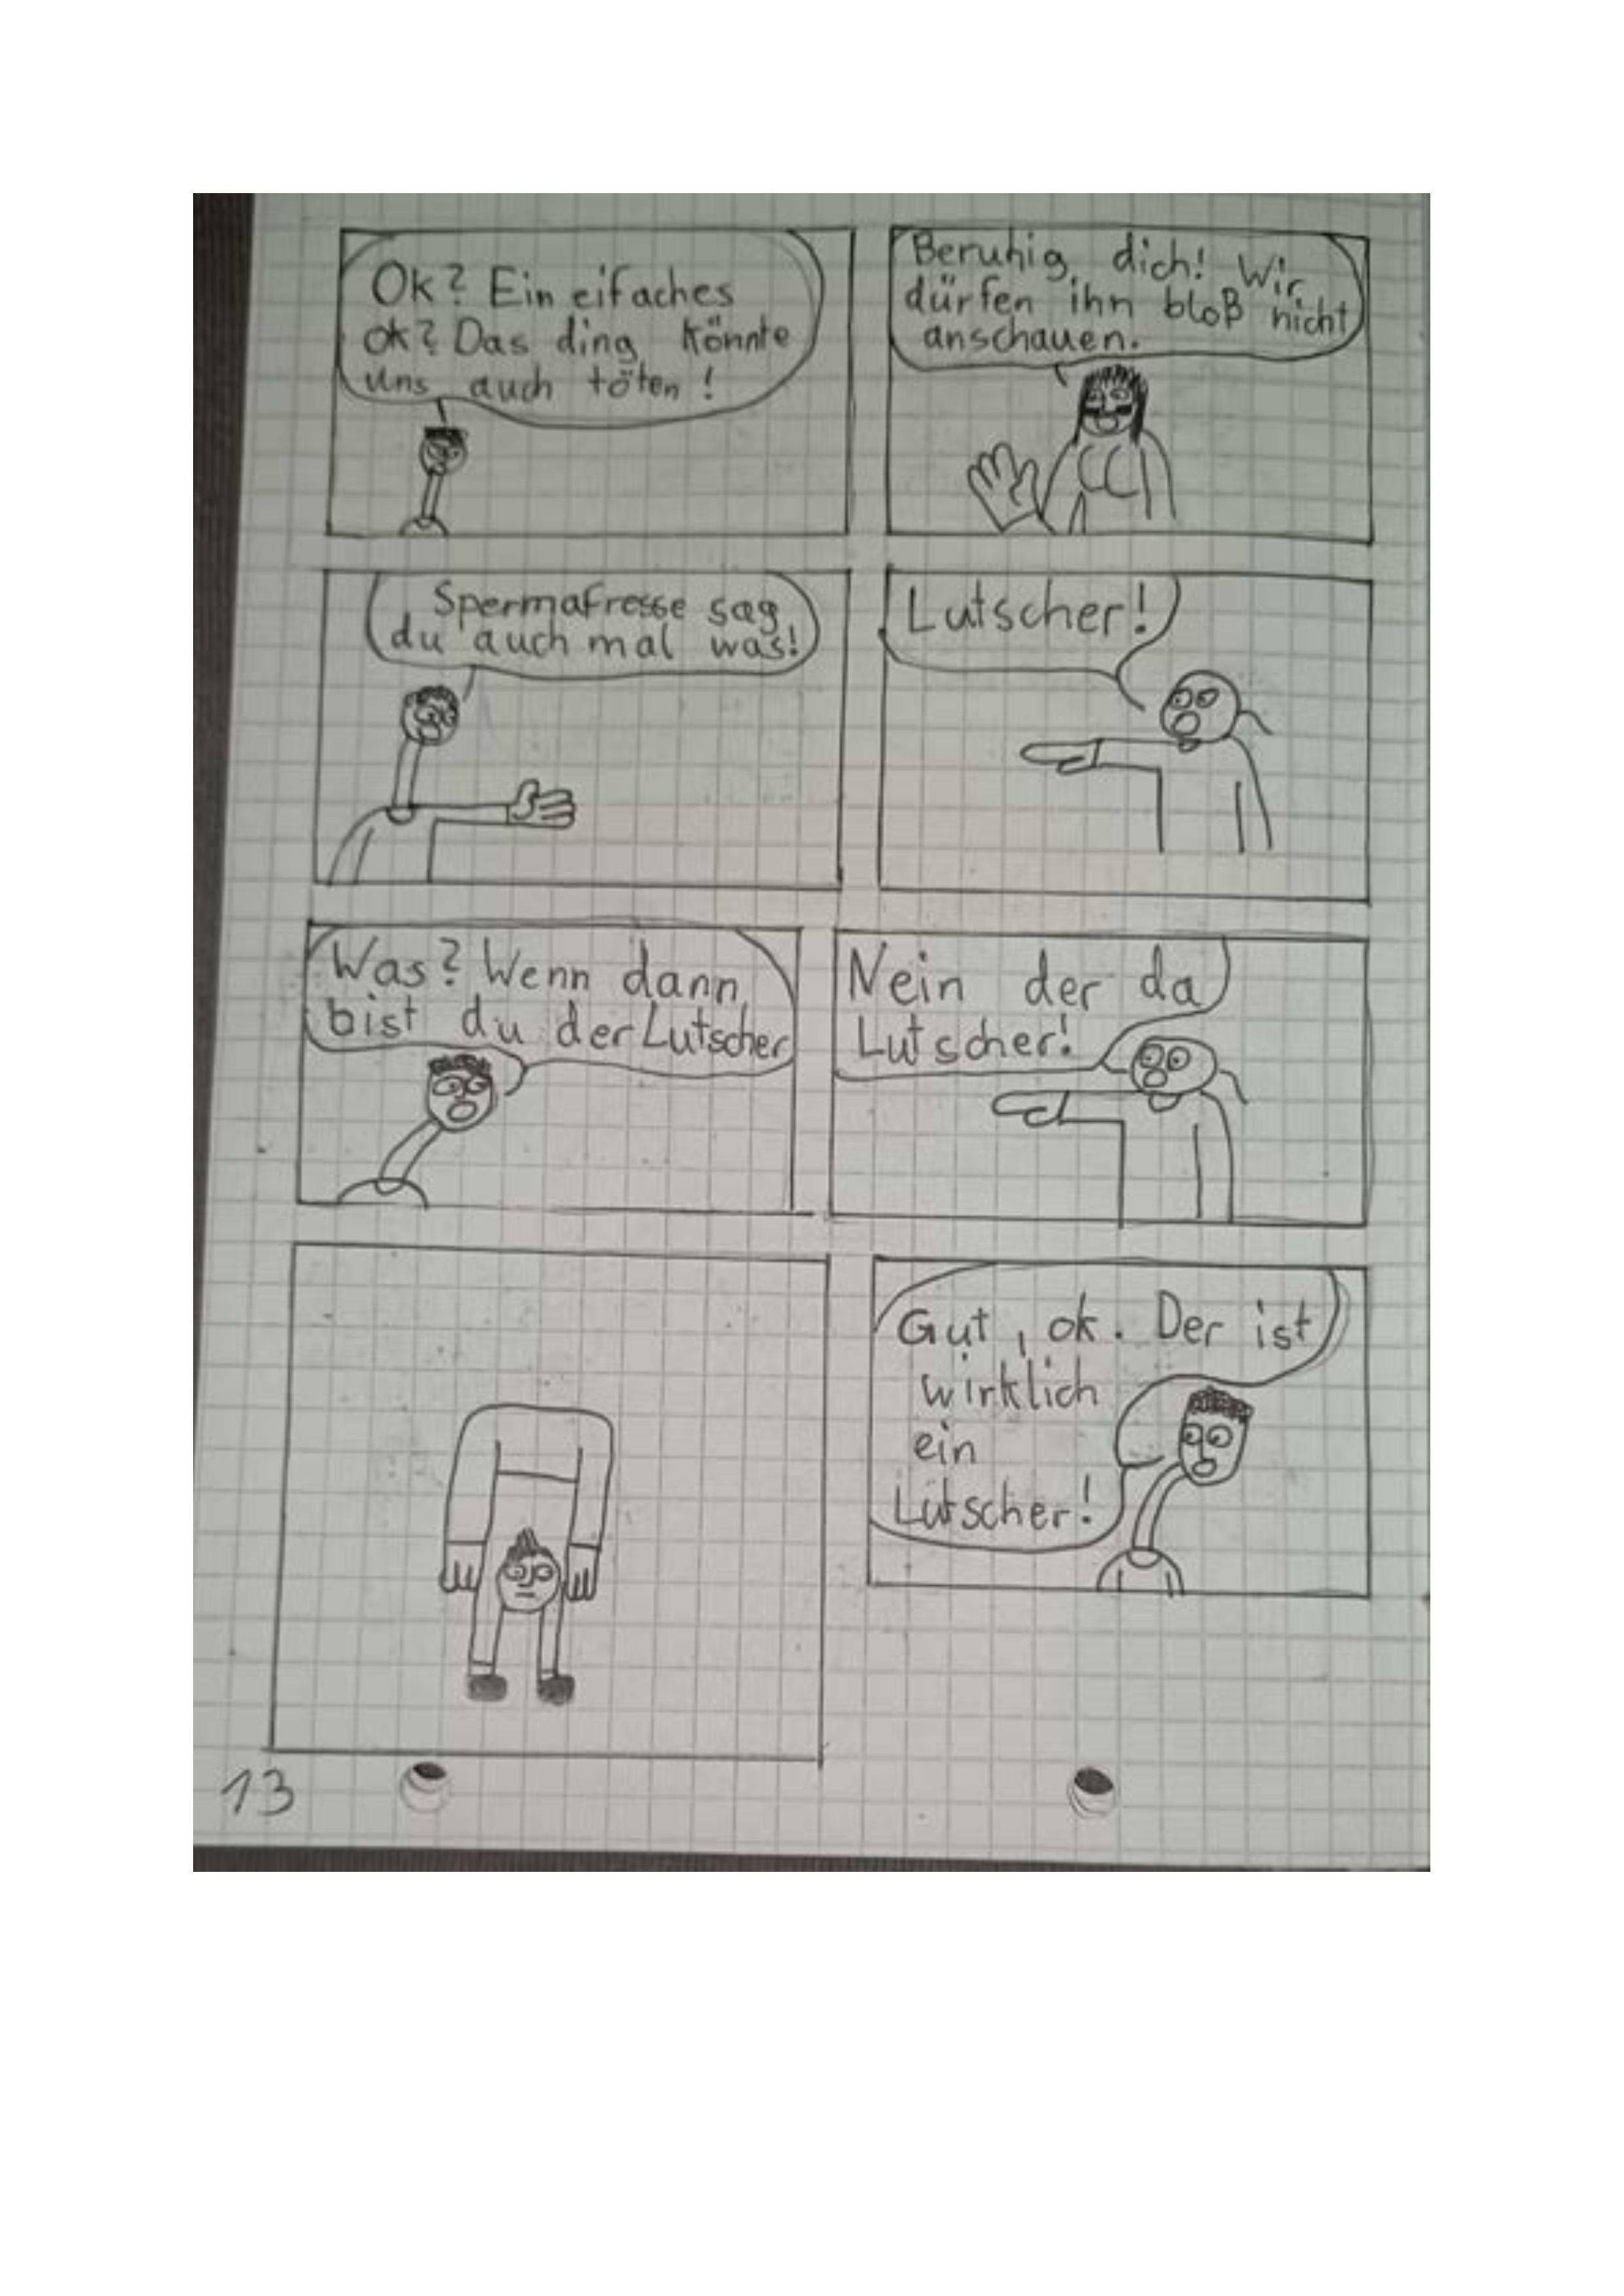 Ok? Ein eifaches
ok? Das ding könnte
uns auch töten!
Beruhig dich! Wir
dürfen ihn bloß nicht
anschauen.
Spermafresse sag
du auch mal was!
Lutscher!
Was? Wenn dann
bist du der Lutscher
Nein der da
Lutscher!
Gut, ok. Der ist
wirklich
ein
Lutscher!
13